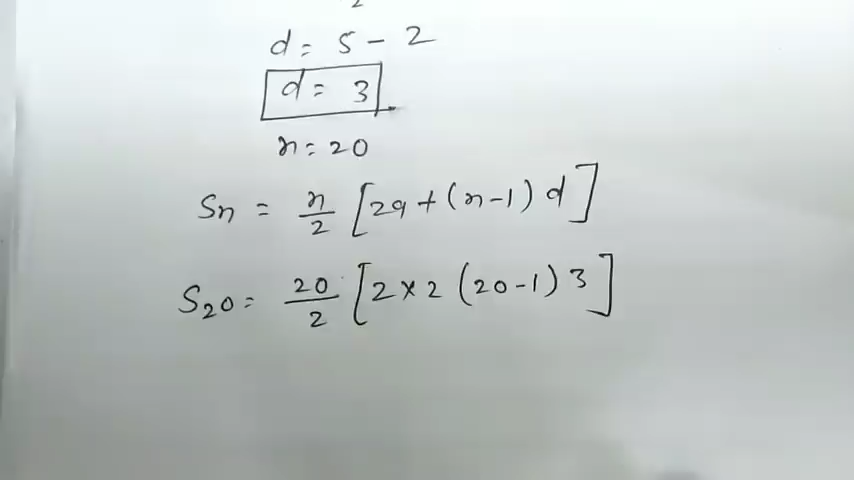 d = 5 - 2
d = 3
n = 20
Sn = n/2 [2a + (n-1) d]
S20 = 20/2 [2 × 2 (20-1) 3]